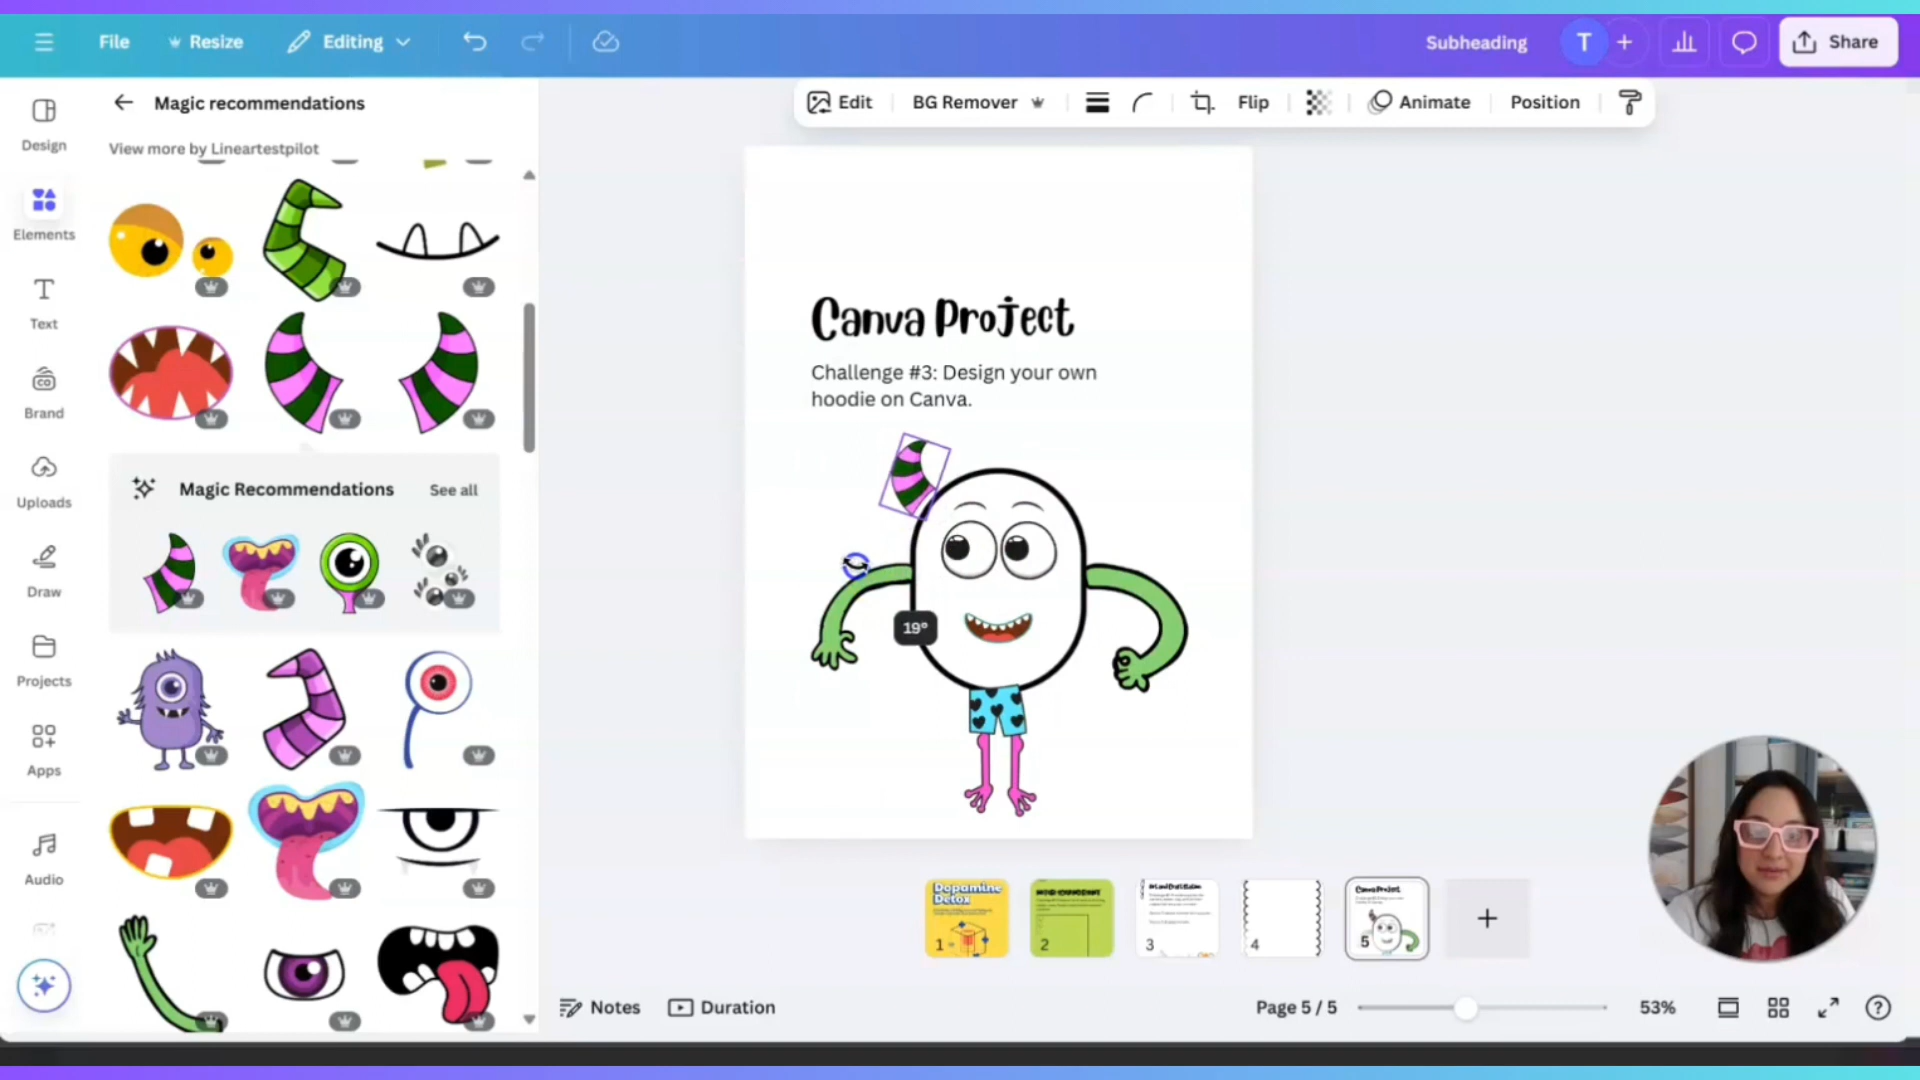 File
Resize
Editing
Subheading
T
Share
Design
Elements
Text
Brand
Uploads
Draw
Projects
Apps
Audio
Magic recommendations
View more by Lineartestpilot
Magic Recommendations
See all
Edit
BG Remover
Flip
Animate
Position
Canva Project
Challenge #3: Design your own
hoodie on Canva.
19°
Dopamine
Detox
1
2
3
4
Canva Project
5
Notes
Duration
Page 5 / 5
53%